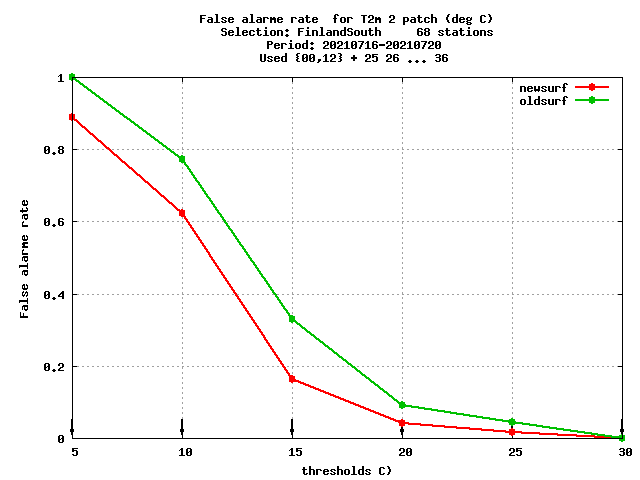 False alarme rate  for T2m 2 patch (deg C)
Selection: FinlandSouth     68 stations
Period: 20210716-20210720
Used {00,12} + 25 26 ... 36
newsurf
oldsurf
1
0.8
0.6
0.4
0.2
0
False alarme rate
5 10 15 20 25 30
thresholds C)